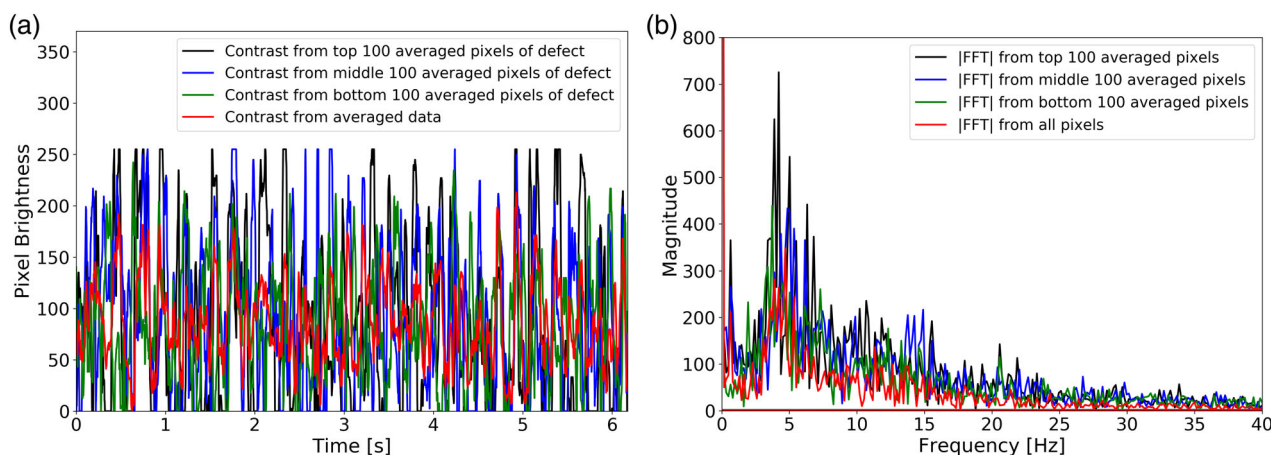 (a)
350
300
250
200
150
100
50
0
Pixel Brightness
Contrast from top 100 averaged pixels of defect
Contrast from middle 100 averaged pixels of defect
Contrast from bottom 100 averaged pixels of defect
Contrast from averaged data
0 1 2 3 4 5 6
Time [s]
(b)
800
700
600
500
400
300
200
100
0
Magnitude
|FFT| from top 100 averaged pixels
|FFT| from middle 100 averaged pixels
|FFT| from bottom 100 averaged pixels
|FFT| from all pixels
0 5 10 15 20 25 30 35 40
Frequency [Hz]